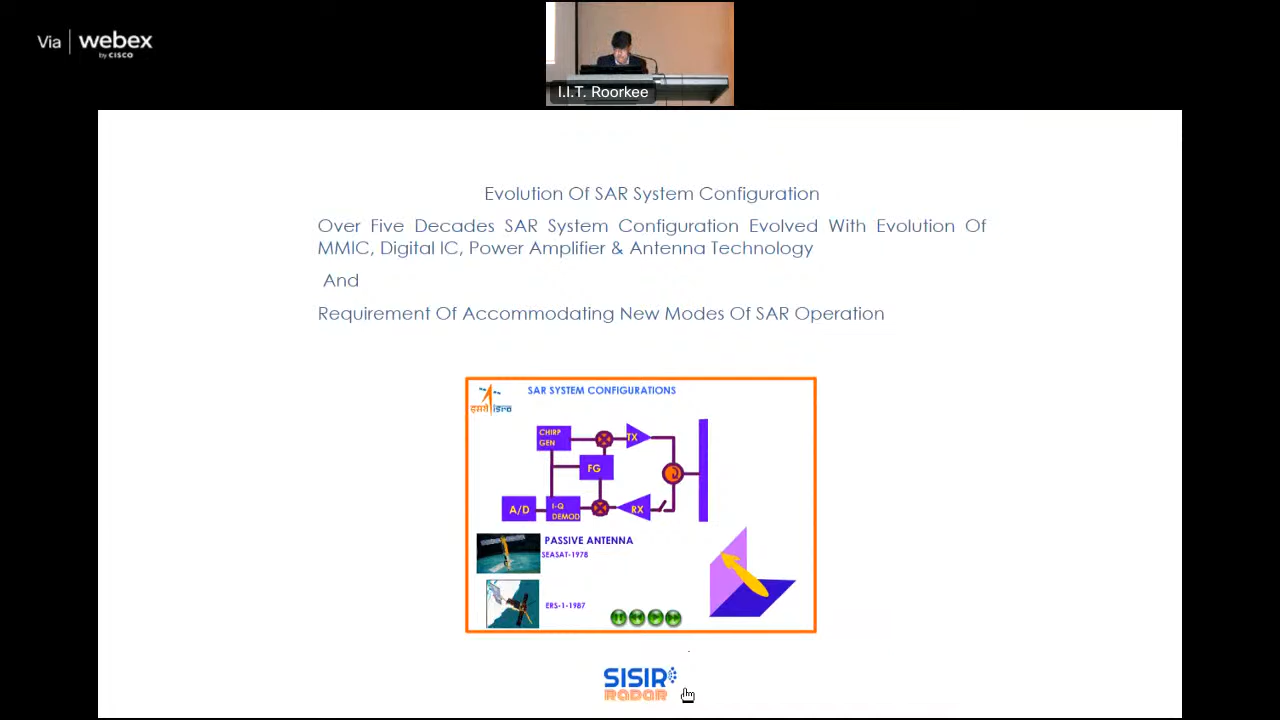 Via
webex
by CISCO
I.I.T. Roorkee
Evolution Of SAR System Configuration
Over Five Decades SAR System Configuration Evolved With Evolution Of
MMIC, Digital IC, Power Amplifier & Antenna Technology
And
Requirement Of Accommodating New Modes Of SAR Operation
SAR SYSTEM CONFIGURATIONS
इसरो isro
CHIRP
GEN
TX
FG
A/D
I-Q
DEMOD
RX
PASSIVE ANTENNA
SEASAT-1978
ERS-1-1987
SISIR
RADAR